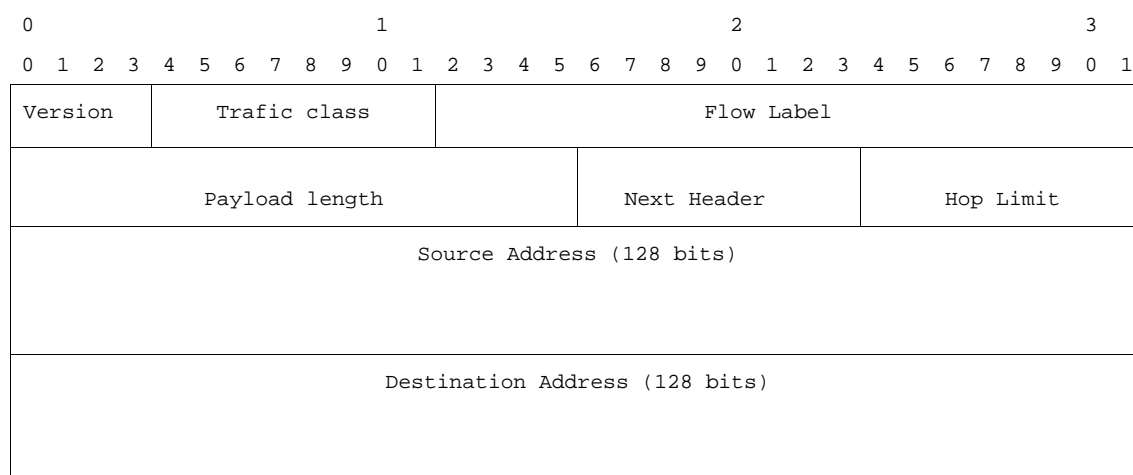 0 1 2 3
0 1 2 3 4 5 6 7 8 9 0 1 2 3 4 5 6 7 8 9 0 1 2 3 4 5 6 7 8 9 0 1
Version Trafic class Flow Label
Payload length Next Header Hop Limit
Source Address (128 bits)
Destination Address (128 bits)